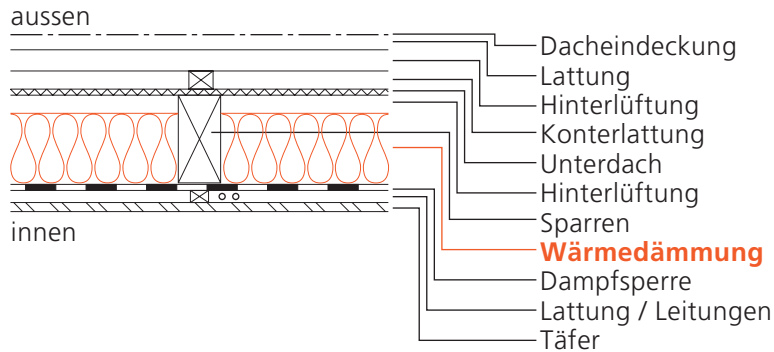 aussen
Dacheindeckung
Lattung
Hinterlüftung
Konterlattung
Unterdach
Hinterlüftung
Sparren
Wärmedämmung
Dampfsperre
Lattung / Leitungen
Täfer
innen